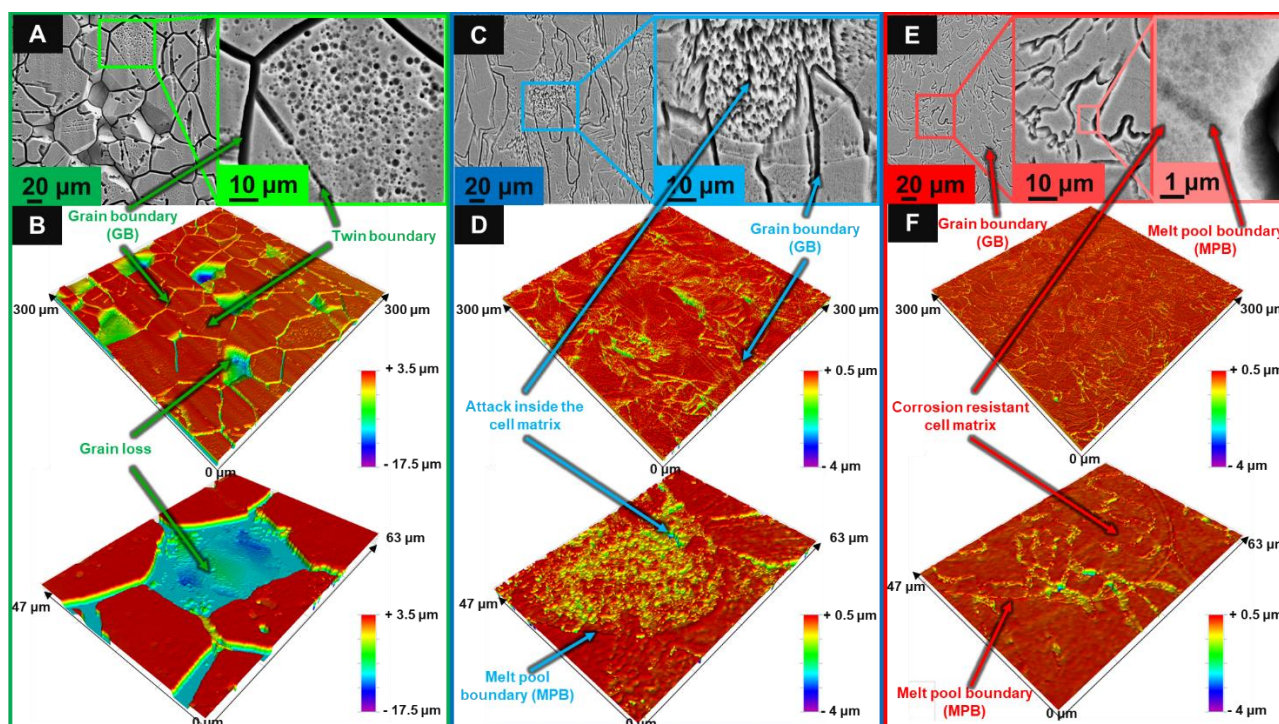 A
20 µm
10 µm
Grain boundary
(GB)
Twin boundary
B
300 µm
300 µm
+ 3.5 µm
- 17.5 µm
Grain loss
0 µm
63 µm
47 µm
+ 3.5 µm
- 17.5 µm
0 µm
C
20 µm
0 µm
Grain boundary
(GB)
D
300 µm
300 µm
+ 0.5 µm
- 4 µm
Attack inside the
cell matrix
0 µm
63 µm
47 µm
+ 0.5 µm
- 4 µm
Melt pool
boundary (MPB)
0 µm
E
20 µm
10 µm
1 µm
Grain boundary
(GB)
Melt pool boundary
(MPB)
F
300 µm
300 µm
+ 0.5 µm
- 4 µm
Corrosion resistant
cell matrix
0 µm
63 µm
47 µm
+ 0.5 µm
- 4 µm
Melt pool boundary
(MPB)
0 µm